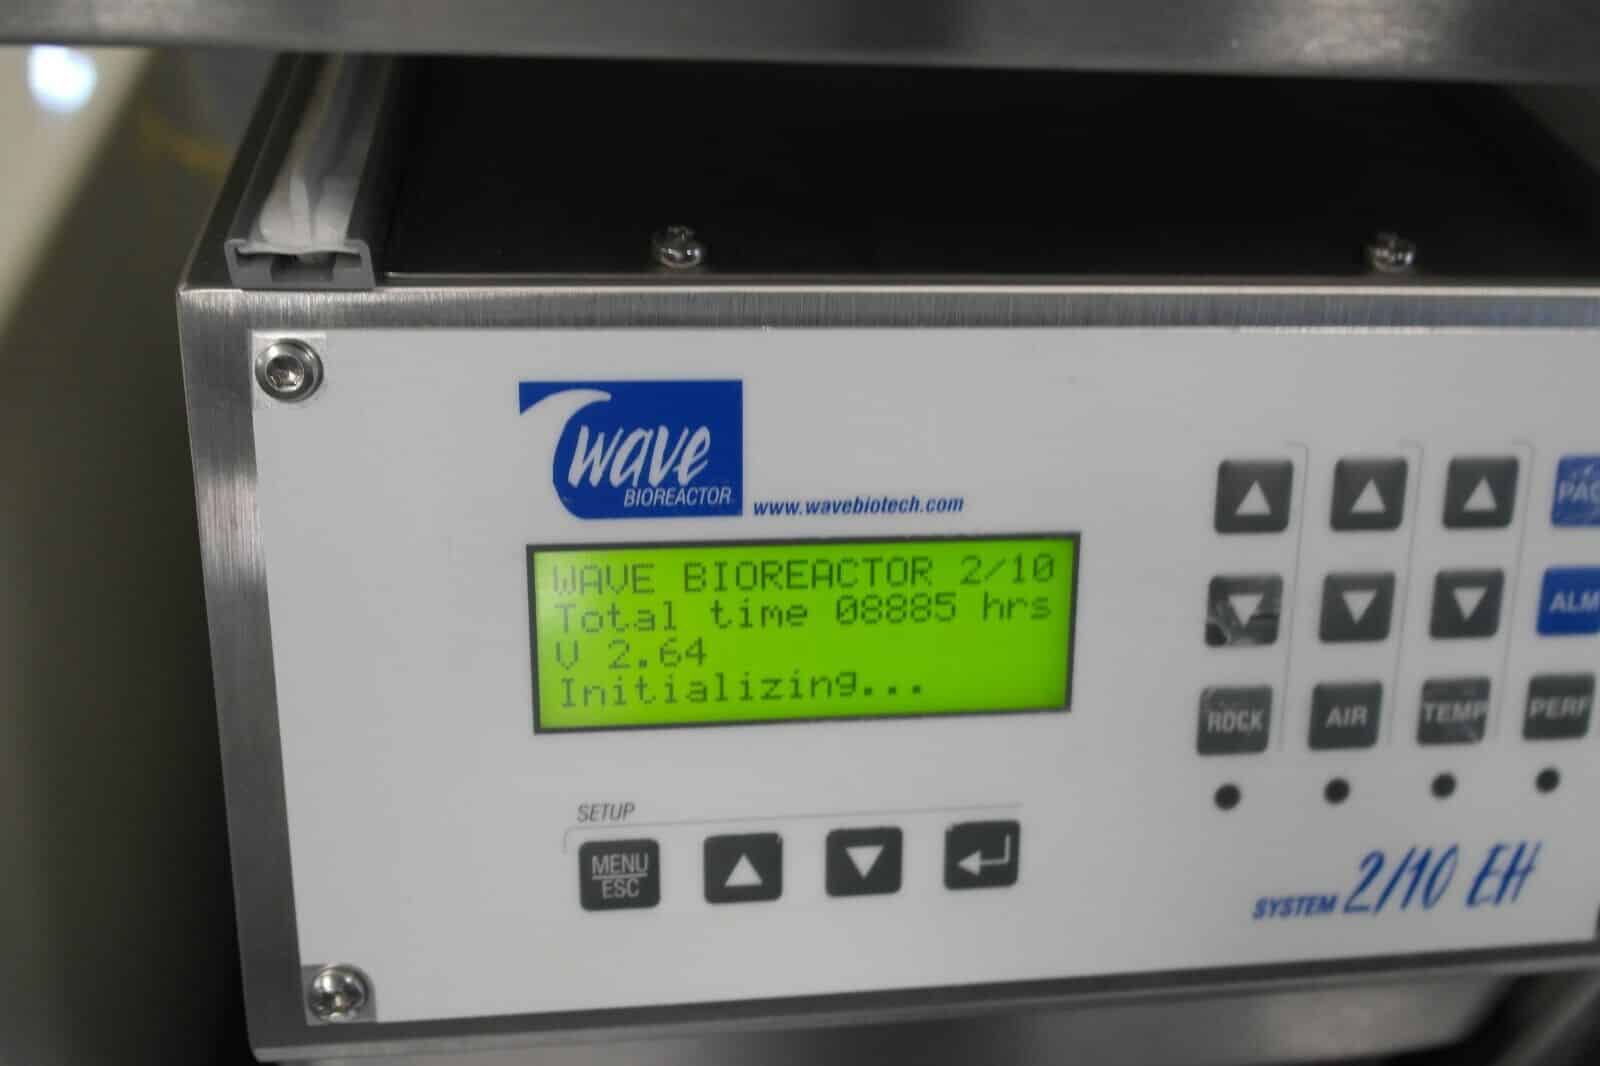 wave
BIOREACTOR
www.wavebiotech.com
WAVE BIOREACTOR 2/10
Total time 08885 hrs
V 2.64
Initializing...
SETUP
MENU
ESC
ALM
ROCK
AIR
TEMP
PERF
SYSTEM 2/10 EH